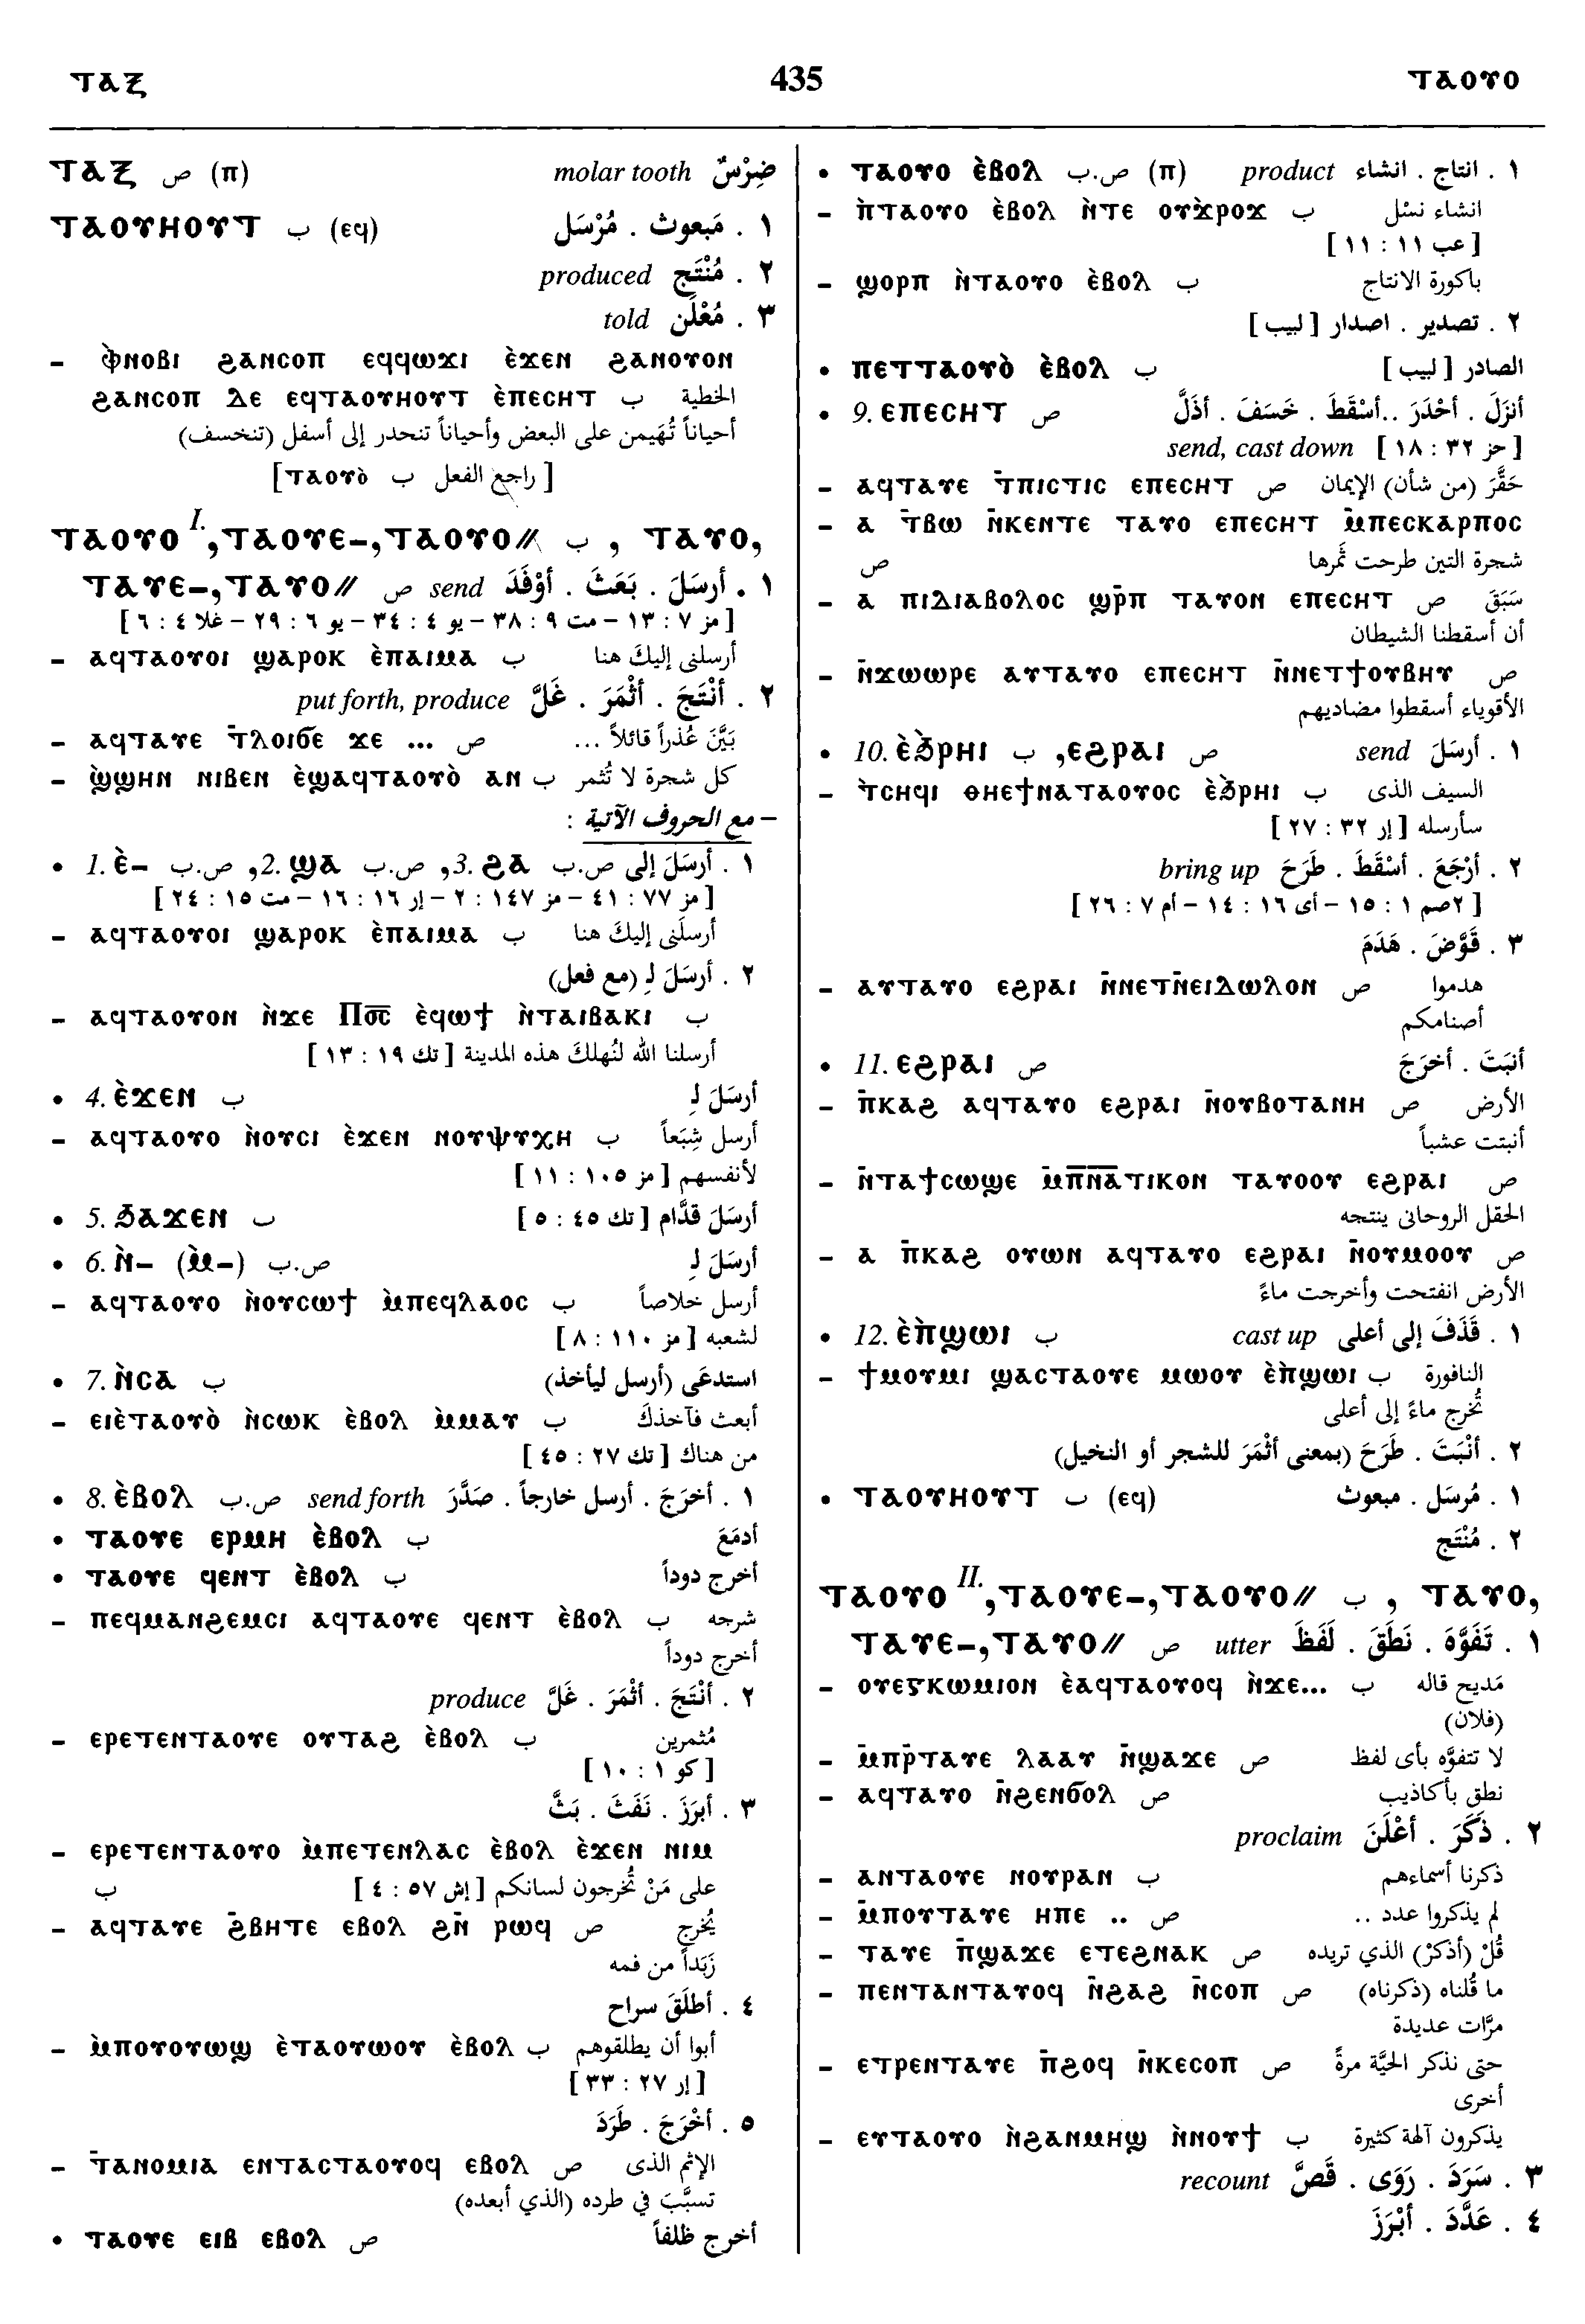 ⲧⲁⲝ 435 ⲧⲁⲟⲩⲟ
ⲧⲁⲝ ص (ⲡ) molar tooth ضِرْسٌ
ⲧⲁⲟⲩⲏⲟⲩⲧ ب (ⲉϥ) ١ . مَبعوث . مُرْسَل
٢ . مُنْتَج produced
٣ . مُعْلَن told
– ⲫ̀ⲛⲟⲃⲓ ϩⲁⲛⲥⲟⲡ ⲉϥϥⲱϫⲓ ⲉ̀ϫⲉⲛ ϩⲁⲛⲟⲩⲟⲛ
ϩⲁⲛⲥⲟⲡ ⲇⲉ ⲉϥⲧⲁⲟⲩⲏⲟⲩⲧ ⲉ̀ⲡⲉⲥⲏⲧ ب الخطية
أحياناً تُهَيمن على البعض وأحياناً تنحدر إلى أسفل (تنخسف)
[ راجع الفعل ب ⲧⲁⲟⲩⲟ̀]
ⲧⲁⲟⲩⲟ I. ,ⲧⲁⲟⲩⲉ–,ⲧⲁⲟⲩⲟ// ب , ⲧⲁⲩⲟ,
ⲧⲁⲩⲉ–,ⲧⲁⲩⲟ// ص send ١ . أرسَلَ . بَعَثَ . أوْفَدَ
[ مز ٧ : ١٣ – مت ٩ : ٣٨ – يو ٤ : ٣٤ – يو ٦ : ٢٩ – غلا ٤ : ٦ ]
– ⲁϥⲧⲁⲟⲩⲟⲓ ϣⲁⲣⲟⲕ ⲉ̀ⲡⲁⲓⲙⲁ ب أرسلنى إليكَ هنا
٢ . أنْتَجَ . أثْمَرَ . غَلَّ put forth, produce
– ⲁϥⲧⲁⲩⲉ ⲧ̄ⲗⲟⲓϭⲉ ϫⲉ ... ص بَيَّنَ عُذراً قائلاً ...
– ϣ̀ϣⲏⲛ ⲛⲓⲃⲉⲛ ⲉ̀ϣⲁϥⲧⲁⲟⲩⲟ̀ ⲁⲛ ب كل شجرة لا تُثمر
– مع الحروف الآتية :
• 1. ⲉ̀– ص.ب ,2. ϣⲁ ص.ب ,3. ϩⲁ ص.ب ١ . أرسَلَ إلى
[ مز ٧٧ : ٤١ – مز ١٤٧ : ٢ – إر ١٦ : ١٦ – مت ١٥ : ٢٤ ]
– ⲁϥⲧⲁⲟⲩⲟⲓ ϣⲁⲣⲟⲕ ⲉ̀ⲡⲁⲓⲙⲁ ب أرسلَنى إليكَ هنا
٢ . أرسَلَ لـِ (مع فعل)
– ⲁϥⲧⲁⲟⲩⲟⲛ ⲛ̀ϫⲉ Ⲡⲟ̅ⲥ̅ ⲉ̀ϥⲱϯ ⲛ̀ⲧⲁⲓⲃⲁⲕⲓ ب
أرسلنا الله لنُهلكَ هذه المدينة [ تك ١٩ : ١٣ ]
• 4. ⲉ̀ϫⲉⲛ ب أرسَلَ لـِ
– ⲁϥⲧⲁⲟⲩⲟ ⲛ̀ⲟⲩⲥⲓ ⲉ̀ϫⲉⲛ ⲛⲟⲩⲯⲩⲭⲏ ب أرسل شِبَعاً
لأنفسهم [ مز ١٠٥ : ١١ ]
• 5. ϧⲁϫⲉⲛ ب أرسَلَ قدَّام [ تك ٤٥ : ٥ ]
• 6. ⲛ̀– (ⲙ̀–) ص.ب أرسَلَ لـِ
– ⲁϥⲧⲁⲟⲩⲟ ⲛ̀ⲟⲩⲥⲱϯ ⲙ̀ⲡⲉϥⲗⲁⲟⲥ ب أرسل خلاصاً
لشعبه [ مز ١١٠ : ٨ ]
• 7. ⲛ̀ⲥⲁ ب استدعَى (أرسل ليأخذ)
– ⲉⲓⲉ̀ⲧⲁⲟⲩⲟ̀ ⲛ̀ⲥⲱⲕ ⲉ̀ⲃⲟⲗ ⲙ̀ⲙⲁⲩ ب أبعث فآخذكَ
من هناك [ تك ٢٧ : ٤٥ ]
• 8. ⲉ̀ⲃⲟⲗ ص.ب send forth ١ . أخرَجَ . أرسل خارجاً . صَدَّرَ
• ⲧⲁⲟⲩⲉ ⲉⲣⲙⲏ ⲉ̀ⲃⲟⲗ ب أدمَعَ
• ⲧⲁⲟⲩⲉ ϥⲉⲛⲧ ⲉ̀ⲃⲟⲗ ب أخرج دوداً
– ⲡⲉϥⲙⲁⲛϩⲉⲙⲥⲓ ⲁϥⲧⲁⲟⲩⲉ ϥⲉⲛⲧ ⲉ̀ⲃⲟⲗ ب شرجه
أخرج دوداً
٢ . أنْتَجَ . أثْمَرَ . غَلَّ produce
– ⲉⲣⲉⲧⲉⲛⲧⲁⲟⲩⲉ ⲟⲩⲧⲁϩ ⲉ̀ⲃⲟⲗ ب مُثمرين
[ كو ١ : ١٠ ]
٣ . أبرَزَ . نَفَثَ . بَثَّ
– ⲉⲣⲉⲧⲉⲛⲧⲁⲟⲩⲟ ⲙ̀ⲡⲉⲧⲉⲛⲗⲁⲥ ⲉ̀ⲃⲟⲗ ⲉ̀ϫⲉⲛ ⲛⲓⲙ
ب على مَنْ تُخرجون لسانكم [ إش ٥٧ : ٤ ]
– ⲁϥⲧⲁⲩⲉ ϩ̄ⲃⲏⲧⲉ ⲉⲃⲟⲗ ϩⲛ̄ ⲣⲱϥ ص يُخرج
زَبَداً من فمه
٤ . أطلَقَ سراح
– ⲙ̀ⲡⲟⲩⲟⲩⲱϣ ⲉ̀ⲧⲁⲟⲩⲱⲟⲩ ⲉ̀ⲃⲟⲗ ب أبوا أن يطلقوهم
[ إر ٢٧ : ٣٣ ]
٥ . أخْرَجَ . طَرَدَ
– ⲧ̄ⲁⲛⲟⲙⲓⲁ ⲉⲛⲧⲁⲥⲧⲁⲟⲩⲟϥ ⲉⲃⲟⲗ ص الإثم الذى
تسبَّبَ في طرده (الذي أبعده)
• ⲧⲁⲟⲩⲉ ⲉⲓⲃ ⲉⲃⲟⲗ ص أخرج ظلفاً
• ⲧⲁⲟⲩⲟ ⲉ̀ⲃⲟⲗ ص.ب (ⲡ) product ١ . انتاج . انشاء
– ⲡ̀ⲧⲁⲟⲩⲟ ⲉ̀ⲃⲟⲗ ⲛ̀ⲧⲉ ⲟⲩϫ̀ⲣⲟϫ ب انشاء نسْل
[ عب ١١ : ١١ ]
– ϣⲟⲣⲡ ⲛ̀ⲧⲁⲟⲩⲟ ⲉ̀ⲃⲟⲗ ب باكورة الانتاج
٢ . تصدير . اصدار [ لبيب ]
• ⲡⲉⲧⲧⲁⲟⲩⲟ̀ ⲉ̀ⲃⲟⲗ ب الصادر [ لبيب ]
• 9. ⲉⲡⲉⲥⲏⲧ ص أنزَلَ . أحْدَرَ ..أسْقَطَ . خَسَفَ . أذَلَّ
send, cast down [ حز ٣٢ : ١٨ ]
– ⲁϥⲧⲁⲩⲉ ⲧ̄ⲡⲓⲥⲧⲓⲥ ⲉⲡⲉⲥⲏⲧ ص حَقَّرَ (من شأن) الإيمان
– ⲁ ⲧ̄ⲃⲱ ⲛ̄ⲕⲉⲛⲧⲉ ⲧⲁⲩⲟ ⲉⲡⲉⲥⲏⲧ ⲙ̄ⲡⲉⲥⲕⲁⲣⲡⲟⲥ
ص شجرة التين طرحت ثَمرها
– ⲁ ⲡⲓⲇⲓⲁⲃⲟⲗⲟⲥ ϣⲣ̄ⲡ ⲧⲁⲩⲟⲛ ⲉⲡⲉⲥⲏⲧ ص سَبَقَ
أن أسقطنا الشيطان
– ⲛ̄ϫⲱⲱⲣⲉ ⲁⲩⲧⲁⲩⲟ ⲉⲡⲉⲥⲏⲧ ⲛ̄ⲛⲉⲧϯⲟⲩⲃⲏⲩ ص
الأقوياء أسقطوا مضاديهم
• 10. ⲉ̀ϧ̀ⲣⲏⲓ ب ,ⲉϩⲣⲁⲓ ص send ١ . أرسَلَ
– ⲧ̀ⲥⲏϥⲓ ⲑⲏⲉϯⲛⲁⲧⲁⲟⲩⲟⲥ ⲉ̀ϧ̀ⲣⲏⲓ ب السيف الذى
سأرسله [ إر ٣٢ : ٢٧ ]
٢ . أرْجَعَ . أسْقَطَ . طَرَحَ bring up
[ ٢صم ١ : ١٥ – أى ١٦ : ١٤ – أم ٧ : ٢٦ ]
٣ . قَوَّضَ . هَدَمَ
– ⲁⲩⲧⲁⲩⲟ ⲉϩⲣⲁⲓ ⲛ̄ⲛⲉⲧⲛ̄ⲉⲓⲇⲱⲗⲟⲛ ص هدموا
أصنامكم
• 11. ⲉϩⲣⲁⲓ ص أنبَتَ . أخرَجَ
– ⲡ̄ⲕⲁϩ ⲁϥⲧⲁⲩⲟ ⲉϩⲣⲁⲓ ⲛ̄ⲟⲩⲃⲟⲧⲁⲛⲏ ص الأرض
أنبتت عشباً
– ⲛ̄ⲧⲁϯⲥⲱϣⲉ ⲙ̄ⲡ̅ⲛ̅ⲁ̅ⲧⲓⲕⲟⲛ ⲧⲁⲩⲟⲟⲩ ⲉϩⲣⲁⲓ ص
الحقل الروحانى ينتجه
– ⲁ ⲡ̄ⲕⲁϩ ⲟⲩⲱⲛ ⲁϥⲧⲁⲩⲟ ⲉϩⲣⲁⲓ ⲛ̄ⲟⲩⲙⲟⲟⲩ ص
الأرض انفتحت وأخرجت ماءً
• 12. ⲉ̀ⲡ̀ϣⲱⲓ ب cast up ١ . قَذَفَ إلى أعلى
– ϯⲙⲟⲩⲙⲓ ϣⲁⲥⲧⲁⲟⲩⲉ ⲙⲱⲟⲩ ⲉ̀ⲡ̀ϣⲱⲓ ب النافورة
تُخرج ماءً إلى أعلى
٢ . أنْبَتَ . طَرَحَ (بمعنى أثْمَرَ للشجر أو النخيل)
• ⲧⲁⲟⲩⲏⲟⲩⲧ ب (ⲉϥ) ١ . مُرسَل . مبعوث
٢ . مُنْتَج
ⲧⲁⲟⲩⲟ II. ,ⲧⲁⲟⲩⲉ–,ⲧⲁⲟⲩⲟ// ب , ⲧⲁⲩⲟ,
ⲧⲁⲩⲉ–,ⲧⲁⲩⲟ// ص utter ١ . تَفَوَّهَ . نَطَقَ . لَفَظَ
– ⲟⲩⲉⲅⲕⲱⲙⲓⲟⲛ ⲉ̀ⲁϥⲧⲁⲟⲩⲟϥ ⲛ̀ϫⲉ... ب مَديح قاله
(فلان)
– ⲙ̄ⲡⲣ̄ⲧⲁⲩⲉ ⲗⲁⲁⲩ ⲛ̄ϣⲁϫⲉ ص لا تتفوَّه بأى لفظ
– ⲁϥⲧⲁⲩⲟ ⲛ̄ϩⲉⲛϭⲟⲗ ص نطق بأكاذيب
٢ . ذَكَرَ . أعْلَنَ proclaim
– ⲁⲛⲧⲁⲟⲩⲉ ⲛⲟⲩⲣⲁⲛ ب ذكرنا أسماءهم
– ⲙ̄ⲡⲟⲩⲧⲁⲩⲉ ⲏⲡⲉ .. ص لم يذكروا عدد ..
– ⲧⲁⲩⲉ ⲡ̄ϣⲁϫⲉ ⲉⲧⲉϩⲛⲁⲕ ص قُلْ (أذكرْ) الذي تريده
– ⲡⲉⲛⲧⲁⲛⲧⲁⲩⲟϥ ⲛ̄ϩⲁϩ ⲛ̄ⲥⲟⲡ ص ما قُلناه (ذكرناه)
مرَّات عديدة
– ⲉⲧⲣⲉⲛⲧⲁⲩⲉ ⲡ̄ϩⲟϥ ⲛ̄ⲕⲉⲥⲟⲡ ص حتى نذكر الحيَّة مرةً
أخرى
– ⲉⲩⲧⲁⲟⲩⲟ ⲛ̀ϩⲁⲛⲙⲏϣ ⲛ̀ⲛⲟⲩϯ ب يذكرون آلهة كثيرة
٣ . سَرَدَ . رَوَى . قَصَّ recount
٤ . عَدَّدَ . أبْرَزَ